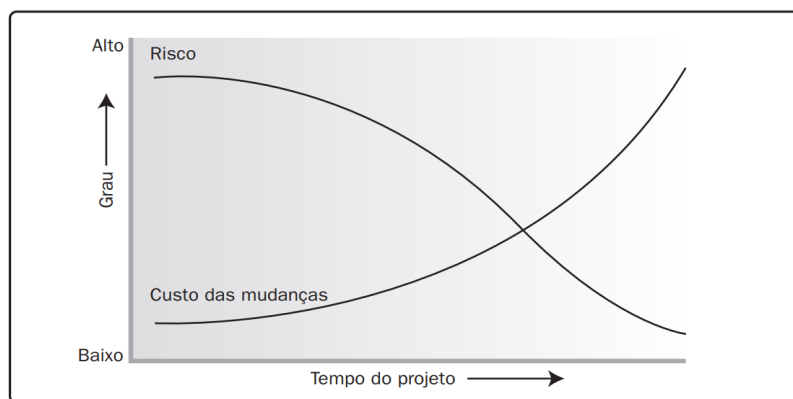 Alto
Risco
Grau
Custo das mudanças
Baixo
Tempo do projeto